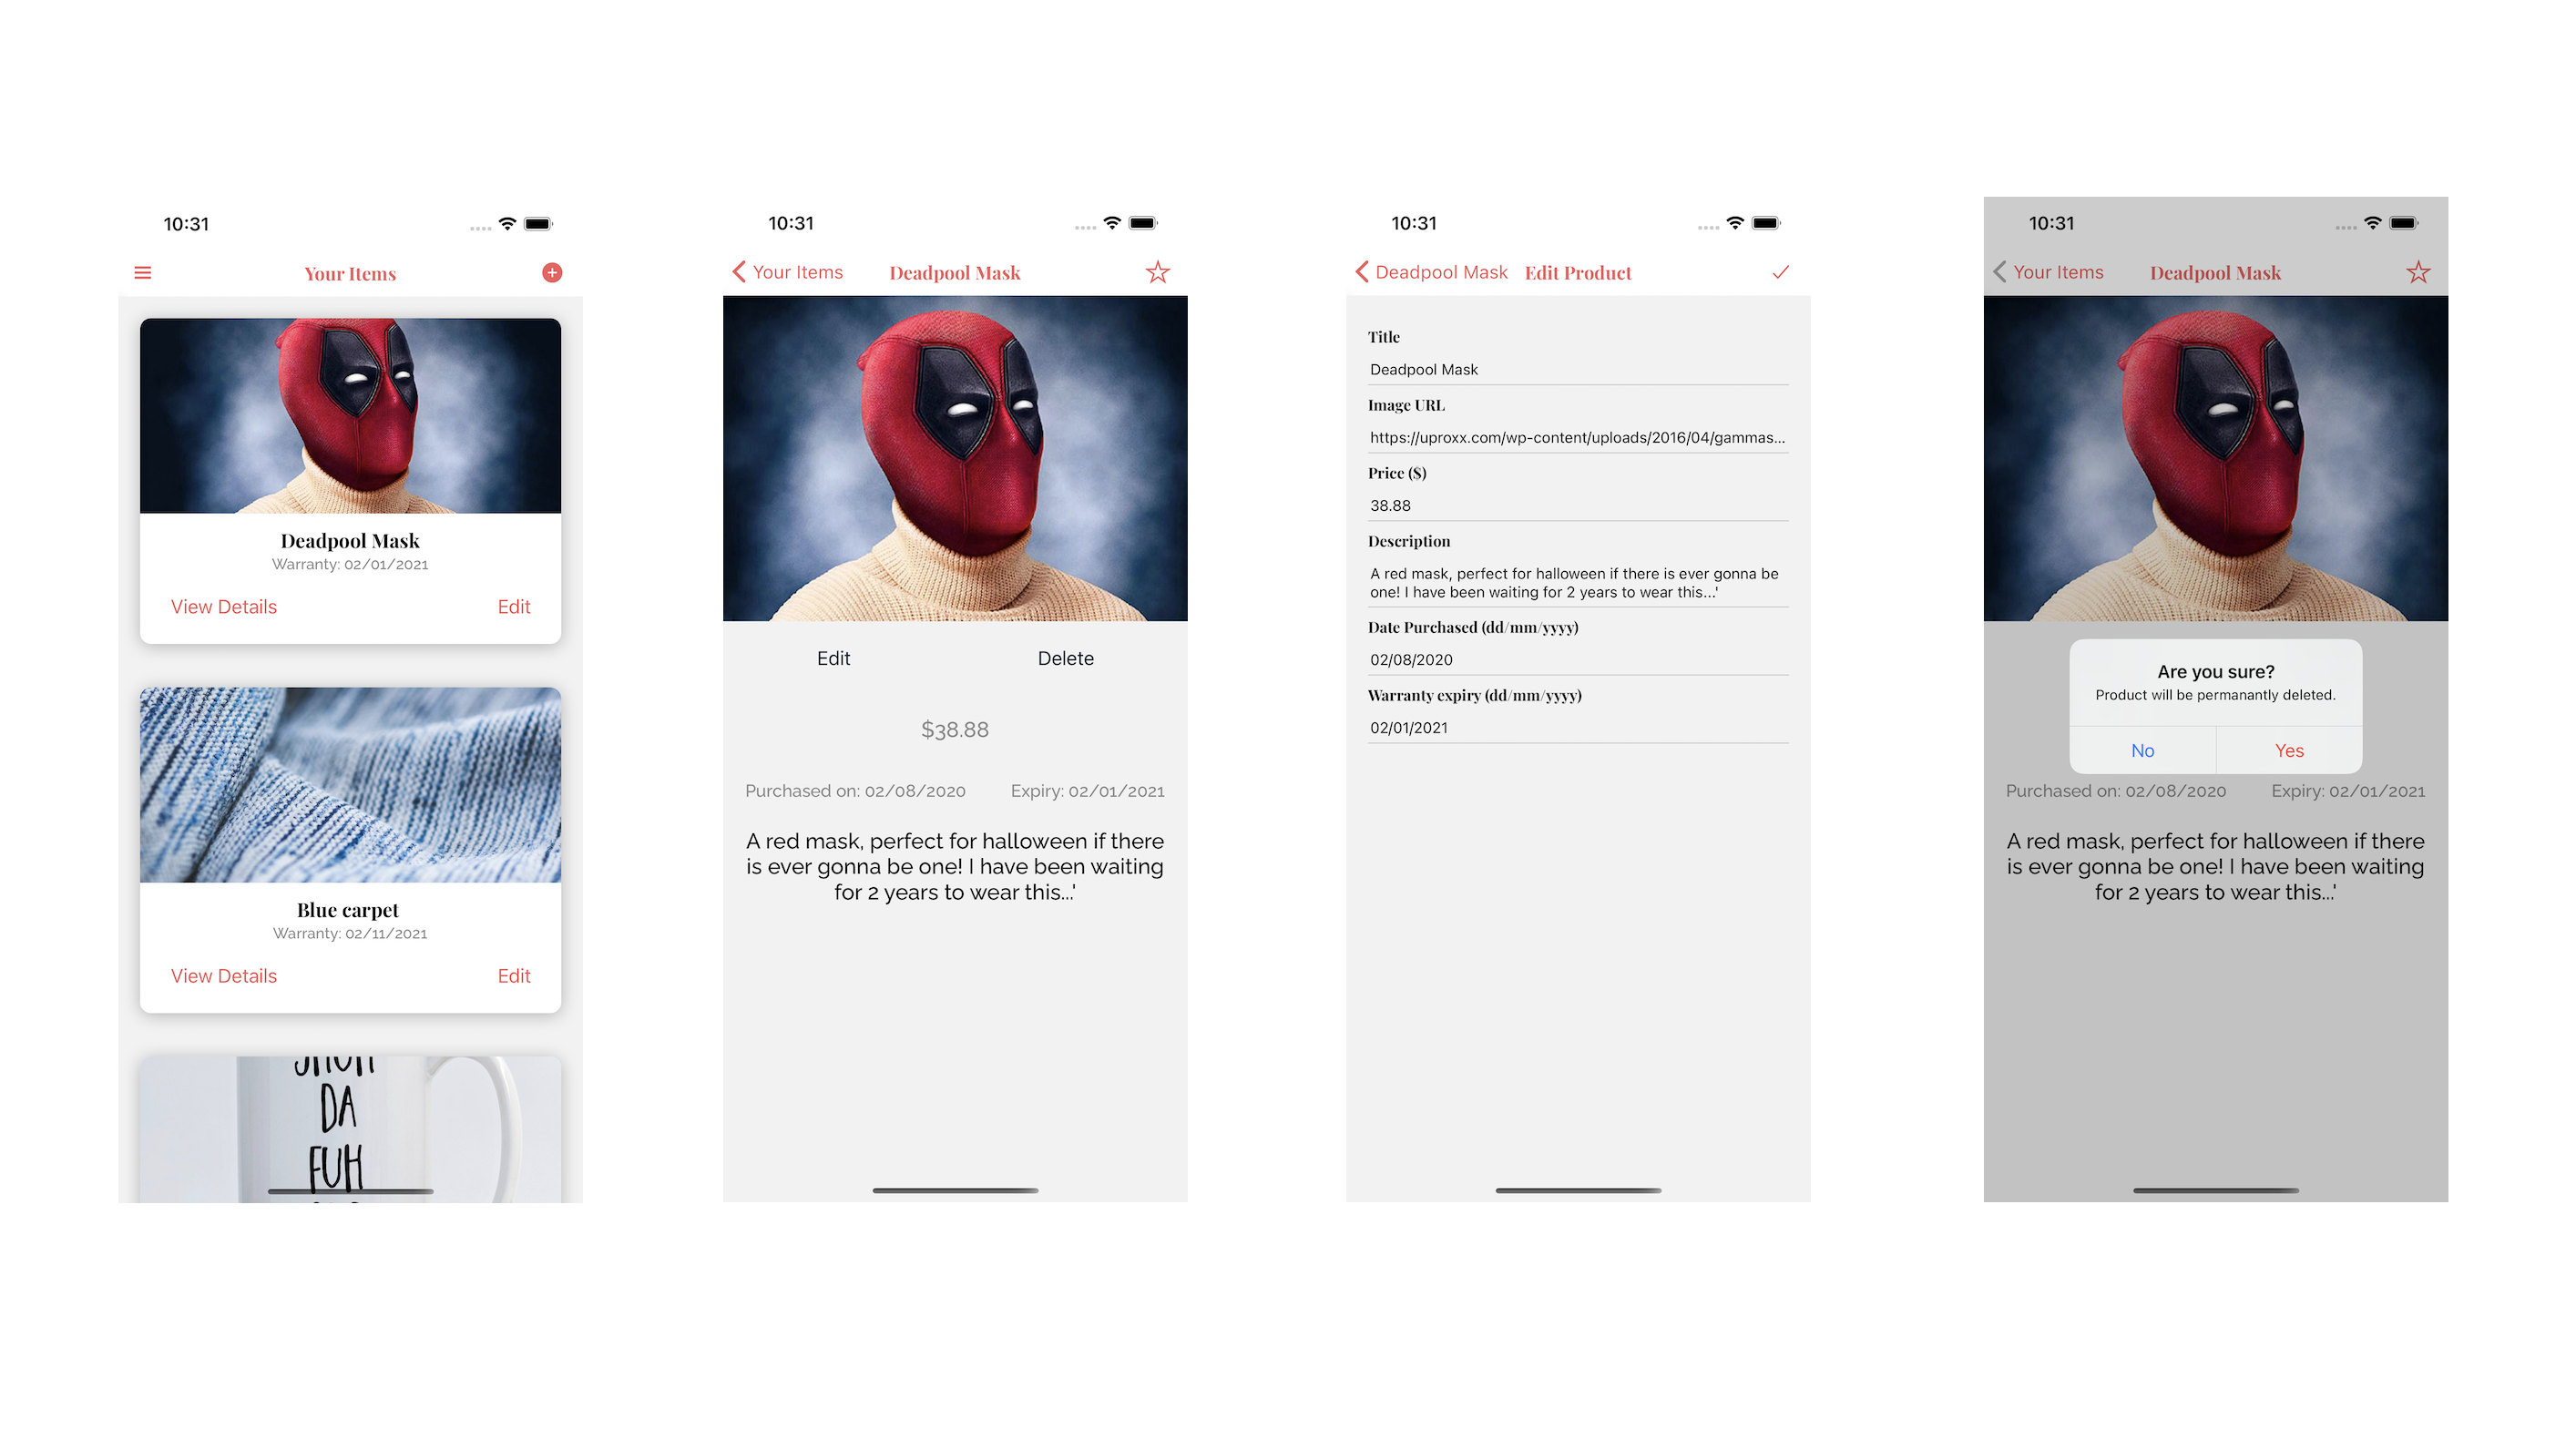 10:31
Your Items
Deadpool Mask
Warranty: 02/01/2021
View Details
Edit
Blue carpet
Warranty: 02/11/2021
View Details
Edit
DA
FUH
10:31
Your Items
Deadpool Mask
Edit
Delete
$38.88
Purchased on: 02/08/2020
Expiry: 02/01/2021
A red mask, perfect for halloween if there
is ever gonna be one! I have been waiting
for 2 years to wear this...'
10:31
Deadpool Mask
Edit Product
Title
Deadpool Mask
Image URL
https://uproxx.com/wp-content/uploads/2016/04/gammas...
Price ($)
38.88
Description
A red mask, perfect for halloween if there is ever gonna be
one! I have been waiting for 2 years to wear this...'
Date Purchased (dd/mm/yyyy)
02/08/2020
Warranty expiry (dd/mm/yyyy)
02/01/2021
10:31
Your Items
Deadpool Mask
Are you sure?
Product will be permanantly deleted.
No
Yes
Purchased on: 02/08/2020
Expiry: 02/01/2021
A red mask, perfect for halloween if there
is ever gonna be one! I have been waiting
for 2 years to wear this...'